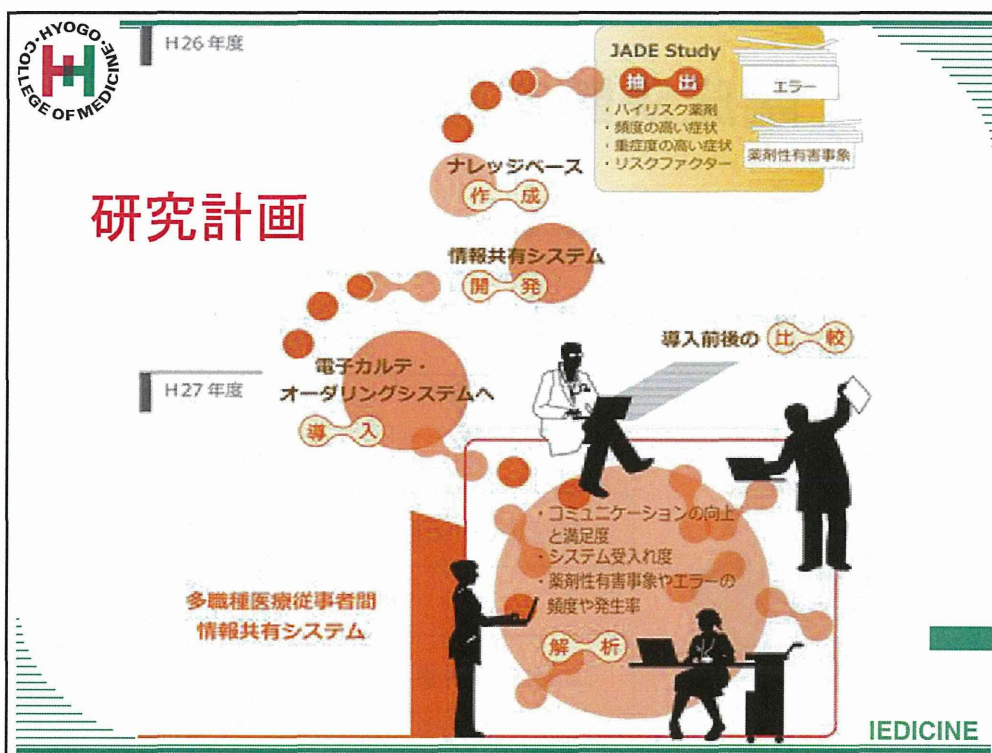 HYOGO・COLLEGE OF MEDICINE・
H26年度
JADE Study
抽出
・ハイリスク薬剤
・頻度の高い症状
・重症度の高い症状
・リスクファクター
エラー
薬剤性有害事象
ナレッジベース
作成
研究計画
情報共有システム
開発
導入前後の比較
電子カルテ・
オーダリングシステムへ
導入
H27年度
・コミュニケーションの向上
と満足度
・システム受入れ度
・薬剤性有害事象やエラーの
頻度や発生率
解析
多職種医療従事者間
情報共有システム
IEDICINE